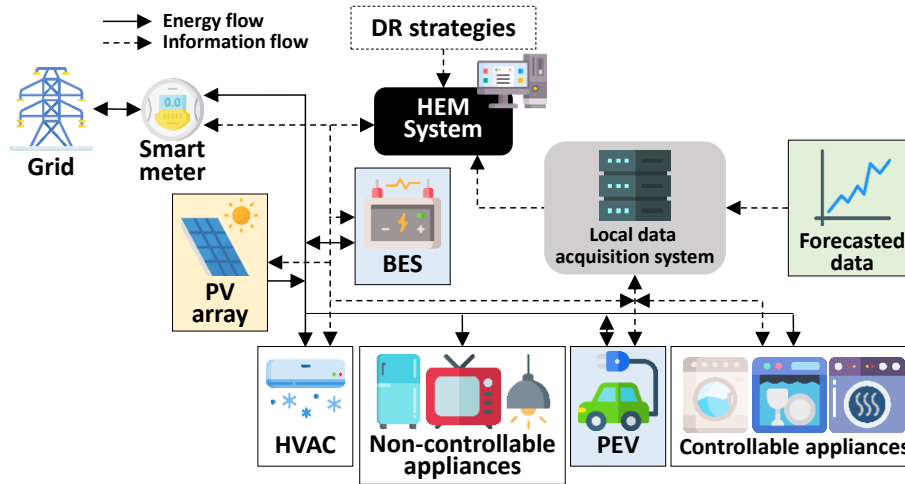 Energy flow
Information flow
DR strategies
HEM
System
0.0
Grid
Smart
meter
Local data
acquisition system
Forecasted
data
BES
PV
array
HVAC
Non-controllable
appliances
PEV
Controllable appliances